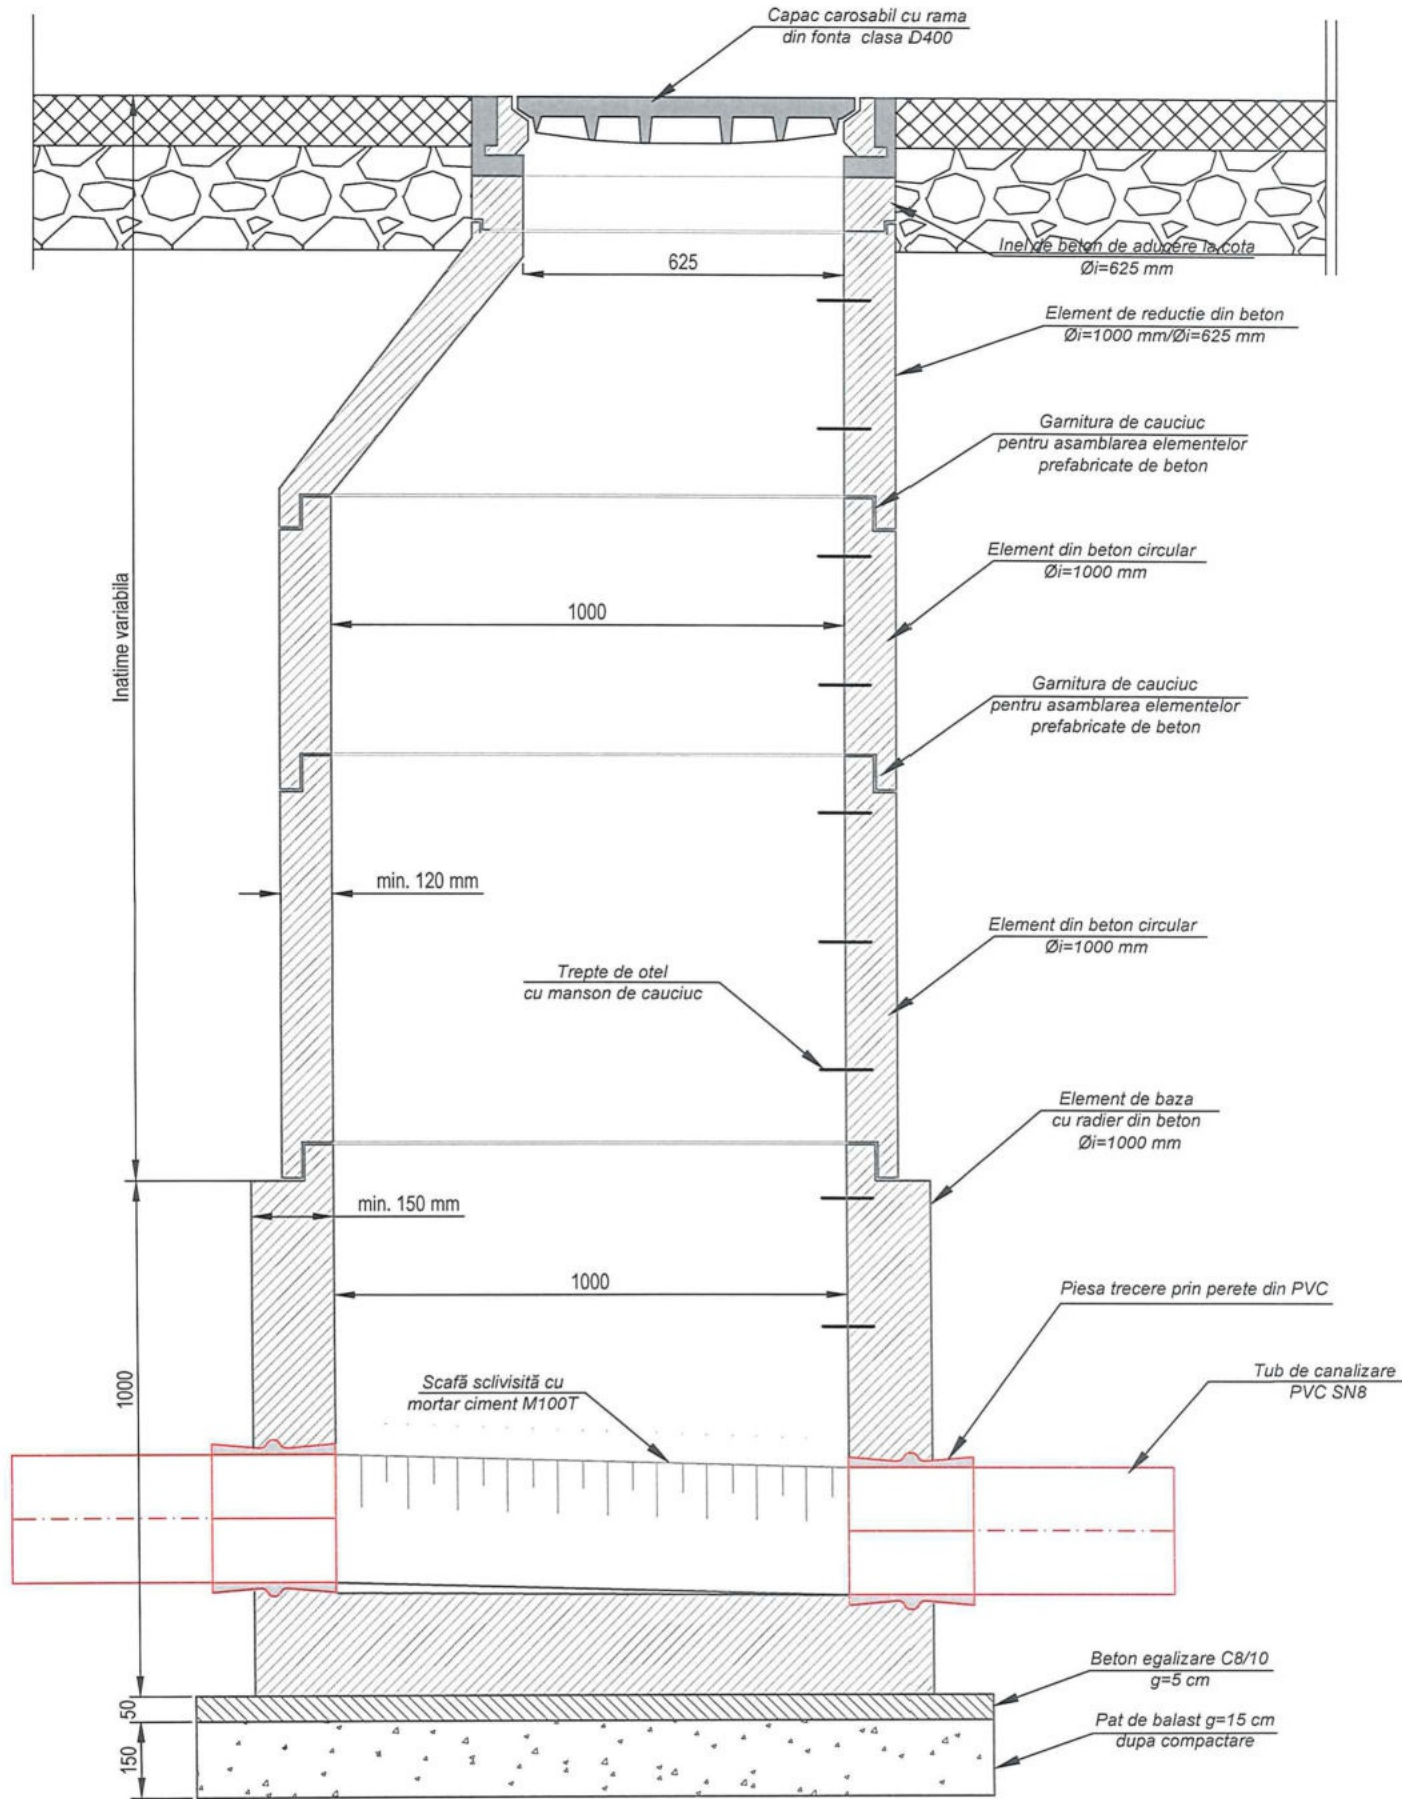 Capac carosabil cu rama
din fonta clasa D400
Inel de beton de aducere la cota
Øi=625 mm
625
Element de reductie din beton
Øi=1000 mm/Øi=625 mm
Garnitura de cauciuc
pentru asamblarea elementelor
prefabricate de beton
Element din beton circular
Øi=1000 mm
1000
Inatime variabila
Garnitura de cauciuc
pentru asamblarea elementelor
prefabricate de beton
min. 120 mm
Element din beton circular
Øi=1000 mm
Trepte de otel
cu manson de cauciuc
Element de baza
cu radier din beton
Øi=1000 mm
min. 150 mm
1000
Piesa trecere prin perete din PVC
Tub de canalizare
PVC SN8
Scafă sclivisită cu
mortar ciment M100T
1000
Beton egalizare C8/10
g=5 cm
50
Pat de balast g=15 cm
dupa compactare
150